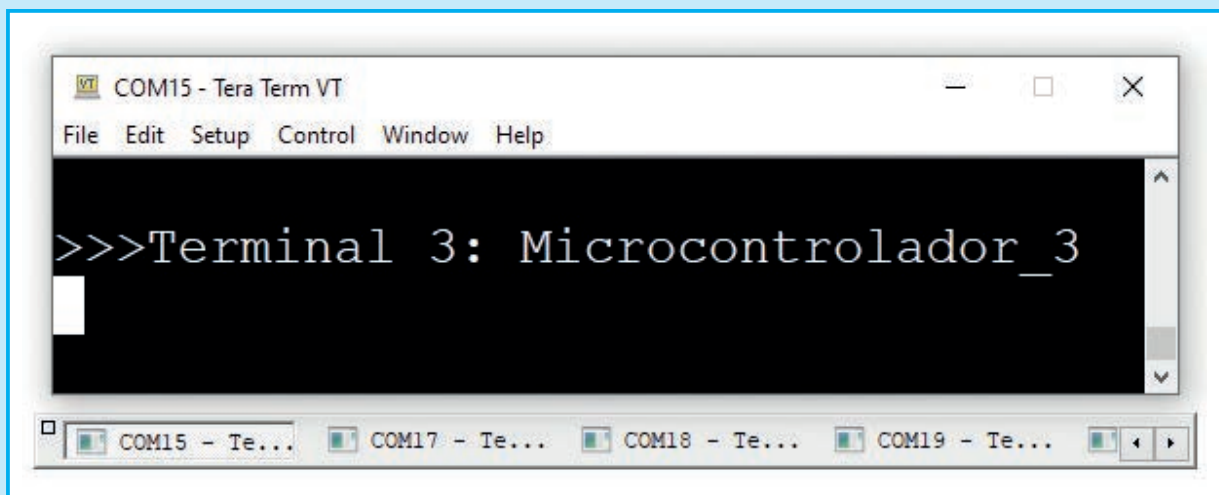 COM15 - Tera Term VT
File Edit Setup Control Window Help
>>>Terminal 3: Microcontrolador_3
COM15 - Te... COM17 - Te... COM18 - Te... COM19 - Te...